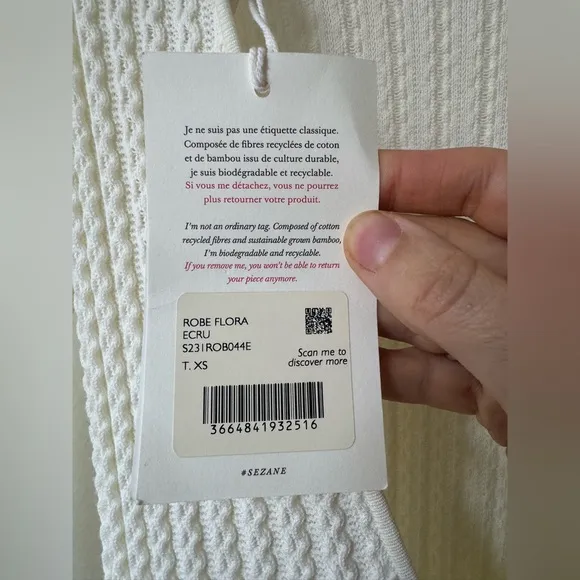 Je ne suis pas une étiquette classique.
Composée de fibres recyclées de coton
et de bambou issu de culture durable,
je suis biodégradable et recyclable.
Si vous me détachez, vous ne pourrez
plus retourner votre produit.
I'm not an ordinary tag. Composed of cotton
recycled fibres and sustainable grown bamboo,
I'm biodegradable and recyclable.
If you remove me, you won't be able to return
your piece anymore.
ROBE FLORA
ECRU
S231ROB044E
T. XS
Scan me to
discover more
3664841932516
#SEZANE